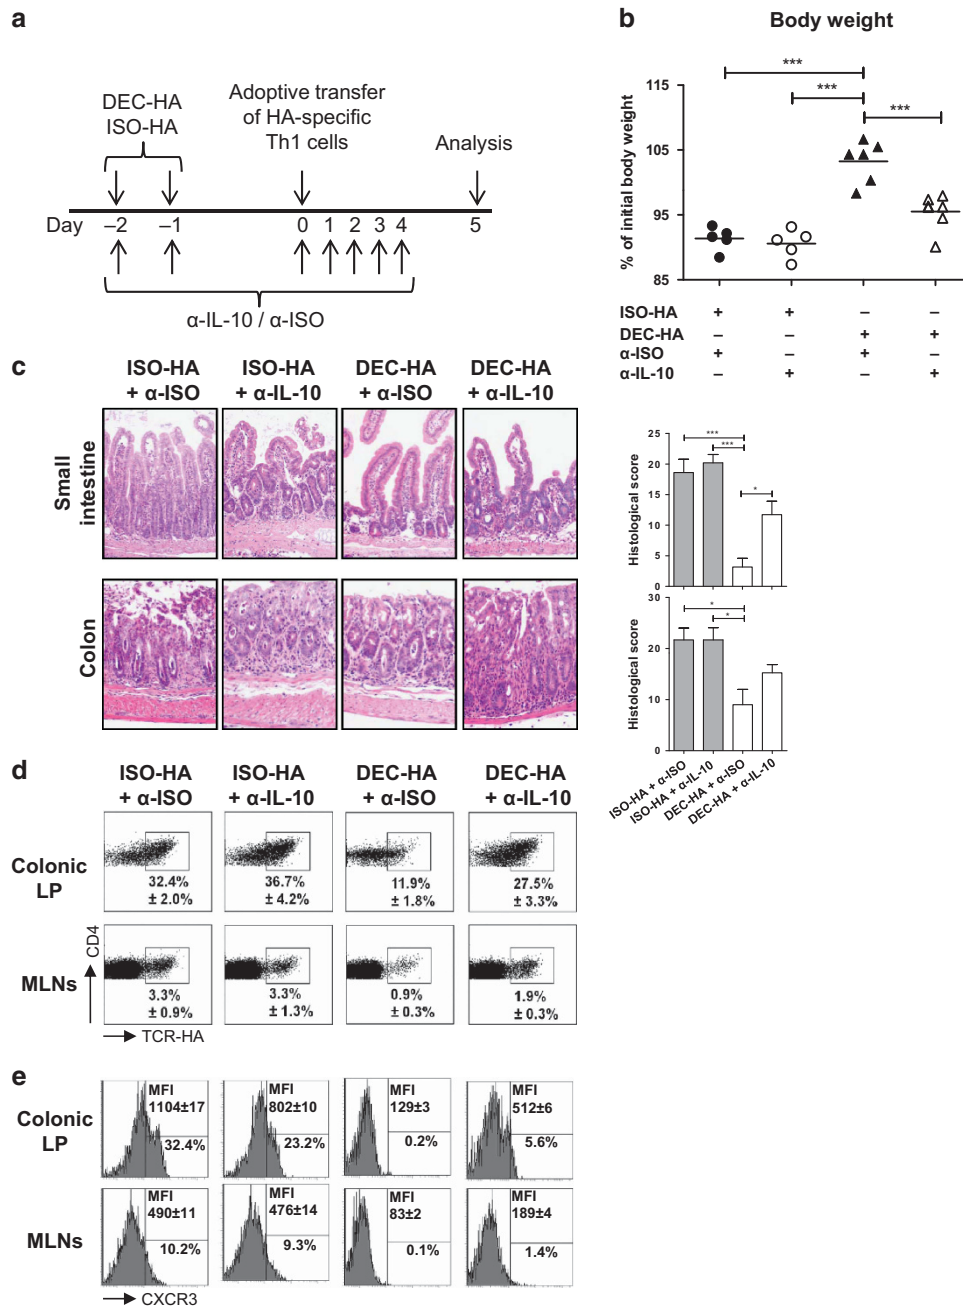 a
DEC-HA
ISO-HA
Adoptive transfer
of HA-specific
Th1 cells
Analysis
Day –2 –1 0 1 2 3 4 5
α-IL-10 / α-ISO
b
Body weight
***
***
***
% of initial body weight
115
105
95
85
ISO-HA + + – –
DEC-HA – – + +
α-ISO + – + –
α-IL-10 – + – +
c
ISO-HA + α-ISO
ISO-HA + α-IL-10
DEC-HA + α-ISO
DEC-HA + α-IL-10
Small intestine
Colon
Histological score
25
20
15
10
5
0
***
***
*
Histological score
30
20
10
0
*
*
ISO-HA + α-ISO
ISO-HA + α-IL-10
DEC-HA + α-ISO
DEC-HA + α-IL-10
d
ISO-HA + α-ISO
ISO-HA + α-IL-10
DEC-HA + α-ISO
DEC-HA + α-IL-10
Colonic LP
32.4% ± 2.0%
36.7% ± 4.2%
11.9% ± 1.8%
27.5% ± 3.3%
MLNs
3.3% ± 0.9%
3.3% ± 1.3%
0.9% ± 0.3%
1.9% ± 0.3%
CD4
TCR-HA
e
Colonic LP
MFI 1104±17 32.4%
MFI 802±10 23.2%
MFI 129±3 0.2%
MFI 512±6 5.6%
MLNs
MFI 490±11 10.2%
MFI 476±14 9.3%
MFI 83±2 0.1%
MFI 189±4 1.4%
CXCR3